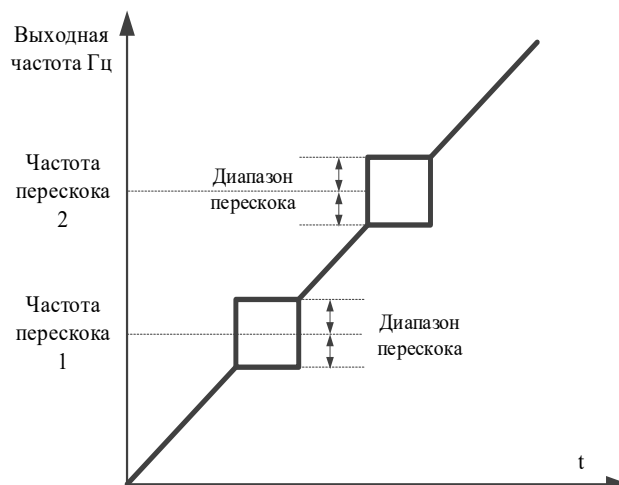 Выходная
частота Гц
Частота
перескока
2
Диапазон
перескока
Частота
перескока
1
Диапазон
перескока
t